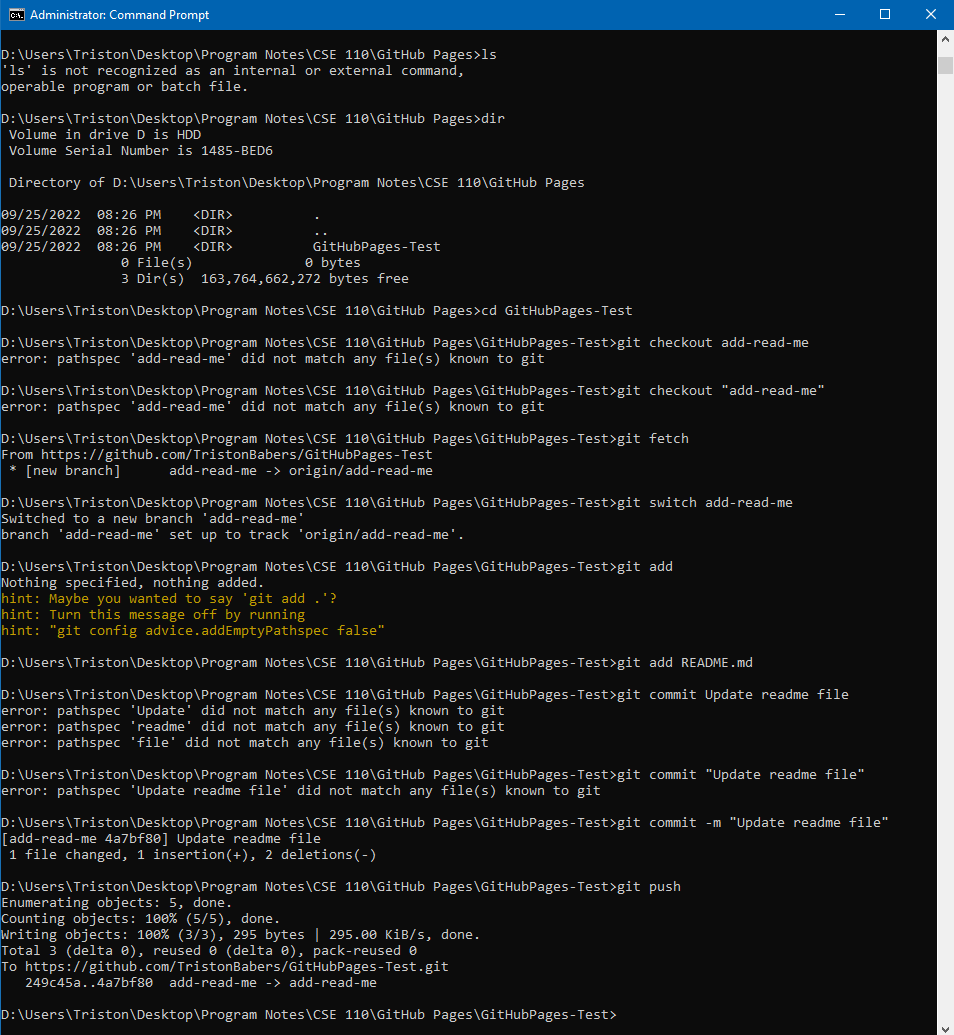 Administrator: Command Prompt
D:\Users\Triston\Desktop\Program Notes\CSE 110\GitHub Pages>ls
'ls' is not recognized as an internal or external command,
operable program or batch file.
D:\Users\Triston\Desktop\Program Notes\CSE 110\GitHub Pages>dir
Volume in drive D is HDD
Volume Serial Number is 1485-BED6
Directory of D:\Users\Triston\Desktop\Program Notes\CSE 110\GitHub Pages
09/25/2022  08:26 PM    <DIR>          .
09/25/2022  08:26 PM    <DIR>          ..
09/25/2022  08:26 PM    <DIR>          GitHubPages-Test
0 File(s)              0 bytes
3 Dir(s)  163,764,662,272 bytes free
D:\Users\Triston\Desktop\Program Notes\CSE 110\GitHub Pages>cd GitHubPages-Test
D:\Users\Triston\Desktop\Program Notes\CSE 110\GitHub Pages\GitHubPages-Test>git checkout add-read-me
error: pathspec 'add-read-me' did not match any file(s) known to git
D:\Users\Triston\Desktop\Program Notes\CSE 110\GitHub Pages\GitHubPages-Test>git checkout "add-read-me"
error: pathspec 'add-read-me' did not match any file(s) known to git
D:\Users\Triston\Desktop\Program Notes\CSE 110\GitHub Pages\GitHubPages-Test>git fetch
From https://github.com/TristonBabers/GitHubPages-Test
* [new branch]      add-read-me -> origin/add-read-me
D:\Users\Triston\Desktop\Program Notes\CSE 110\GitHub Pages\GitHubPages-Test>git switch add-read-me
Switched to a new branch 'add-read-me'
branch 'add-read-me' set up to track 'origin/add-read-me'.
D:\Users\Triston\Desktop\Program Notes\CSE 110\GitHub Pages\GitHubPages-Test>git add
Nothing specified, nothing added.
hint: Maybe you wanted to say 'git add .'?
hint: Turn this message off by running
hint: "git config advice.addEmptyPathspec false"
D:\Users\Triston\Desktop\Program Notes\CSE 110\GitHub Pages\GitHubPages-Test>git add README.md
D:\Users\Triston\Desktop\Program Notes\CSE 110\GitHub Pages\GitHubPages-Test>git commit Update readme file
error: pathspec 'Update' did not match any file(s) known to git
error: pathspec 'readme' did not match any file(s) known to git
error: pathspec 'file' did not match any file(s) known to git
D:\Users\Triston\Desktop\Program Notes\CSE 110\GitHub Pages\GitHubPages-Test>git commit "Update readme file"
error: pathspec 'Update readme file' did not match any file(s) known to git
D:\Users\Triston\Desktop\Program Notes\CSE 110\GitHub Pages\GitHubPages-Test>git commit -m "Update readme file"
[add-read-me 4a7bf80] Update readme file
1 file changed, 1 insertion(+), 2 deletions(-)
D:\Users\Triston\Desktop\Program Notes\CSE 110\GitHub Pages\GitHubPages-Test>git push
Enumerating objects: 5, done.
Counting objects: 100% (5/5), done.
Writing objects: 100% (3/3), 295 bytes | 295.00 KiB/s, done.
Total 3 (delta 0), reused 0 (delta 0), pack-reused 0
To https://github.com/TristonBabers/GitHubPages-Test.git
249c45a..4a7bf80  add-read-me -> add-read-me
D:\Users\Triston\Desktop\Program Notes\CSE 110\GitHub Pages\GitHubPages-Test>